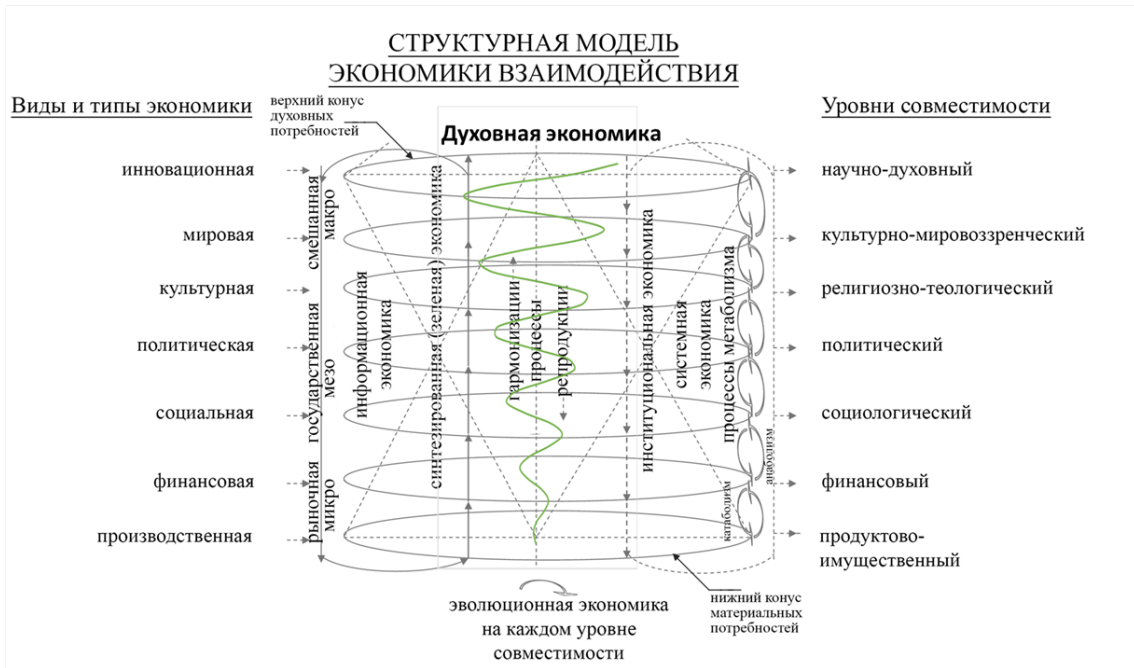 СТРУКТУРНАЯ МОДЕЛЬ
ЭКОНОМИКИ ВЗАИМОДЕЙСТВИЯ
Виды и типы экономики
верхний конус
духовных
потребностей
Духовная экономика
Уровни совместимости
инновационная
мировая
культурная
политическая
социальная
финансовая
производственная
смешанная
макро
государственная
мезо
рыночная
микро
информационная
экономика
синтезированная (зеленая) экономика
гармонизации
процессы
репродукции
институциональная экономика
системная
экономика
процессы метаболизма
катаболизм
анаболизм
научно-духовный
культурно-мировоззренческий
религиозно-теологический
политический
социологический
финансовый
продуктово-
имущественный
эволюционная экономика
на каждом уровне
совместимости
нижний конус
материальных
потребностей